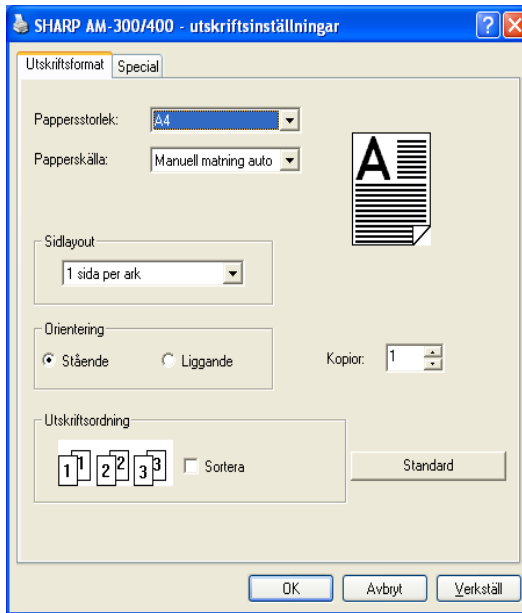 SHARP AM-300/400 - utskriftsinställningar
Utskriftsformat Special
Pappersstorlek: A4
Papperskälla: Manuell matning auto
A
Sidlayout
1 sida per ark
Orientering
Stående Liggande Kopior: 1
Utskriftsordning
1 1 2 2 3 3 Sortera Standard
OK Avbryt Verkställ